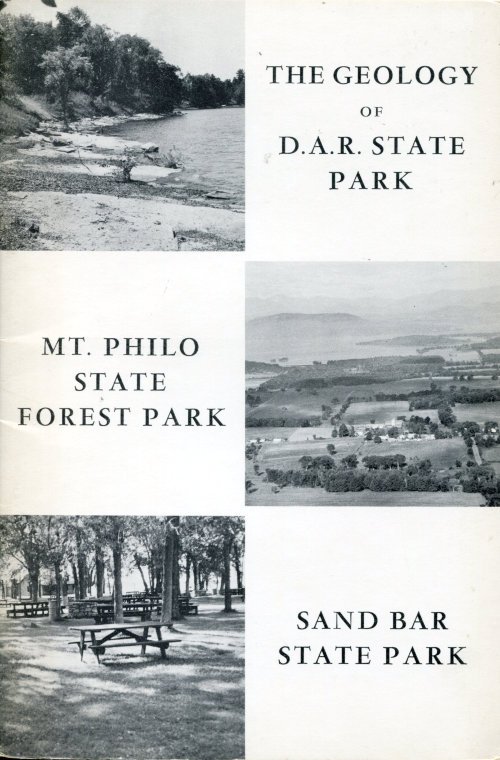 THE GEOLOGY
OF
D.A.R. STATE
PARK
MT. PHILO
STATE
FOREST PARK
SAND BAR
STATE PARK